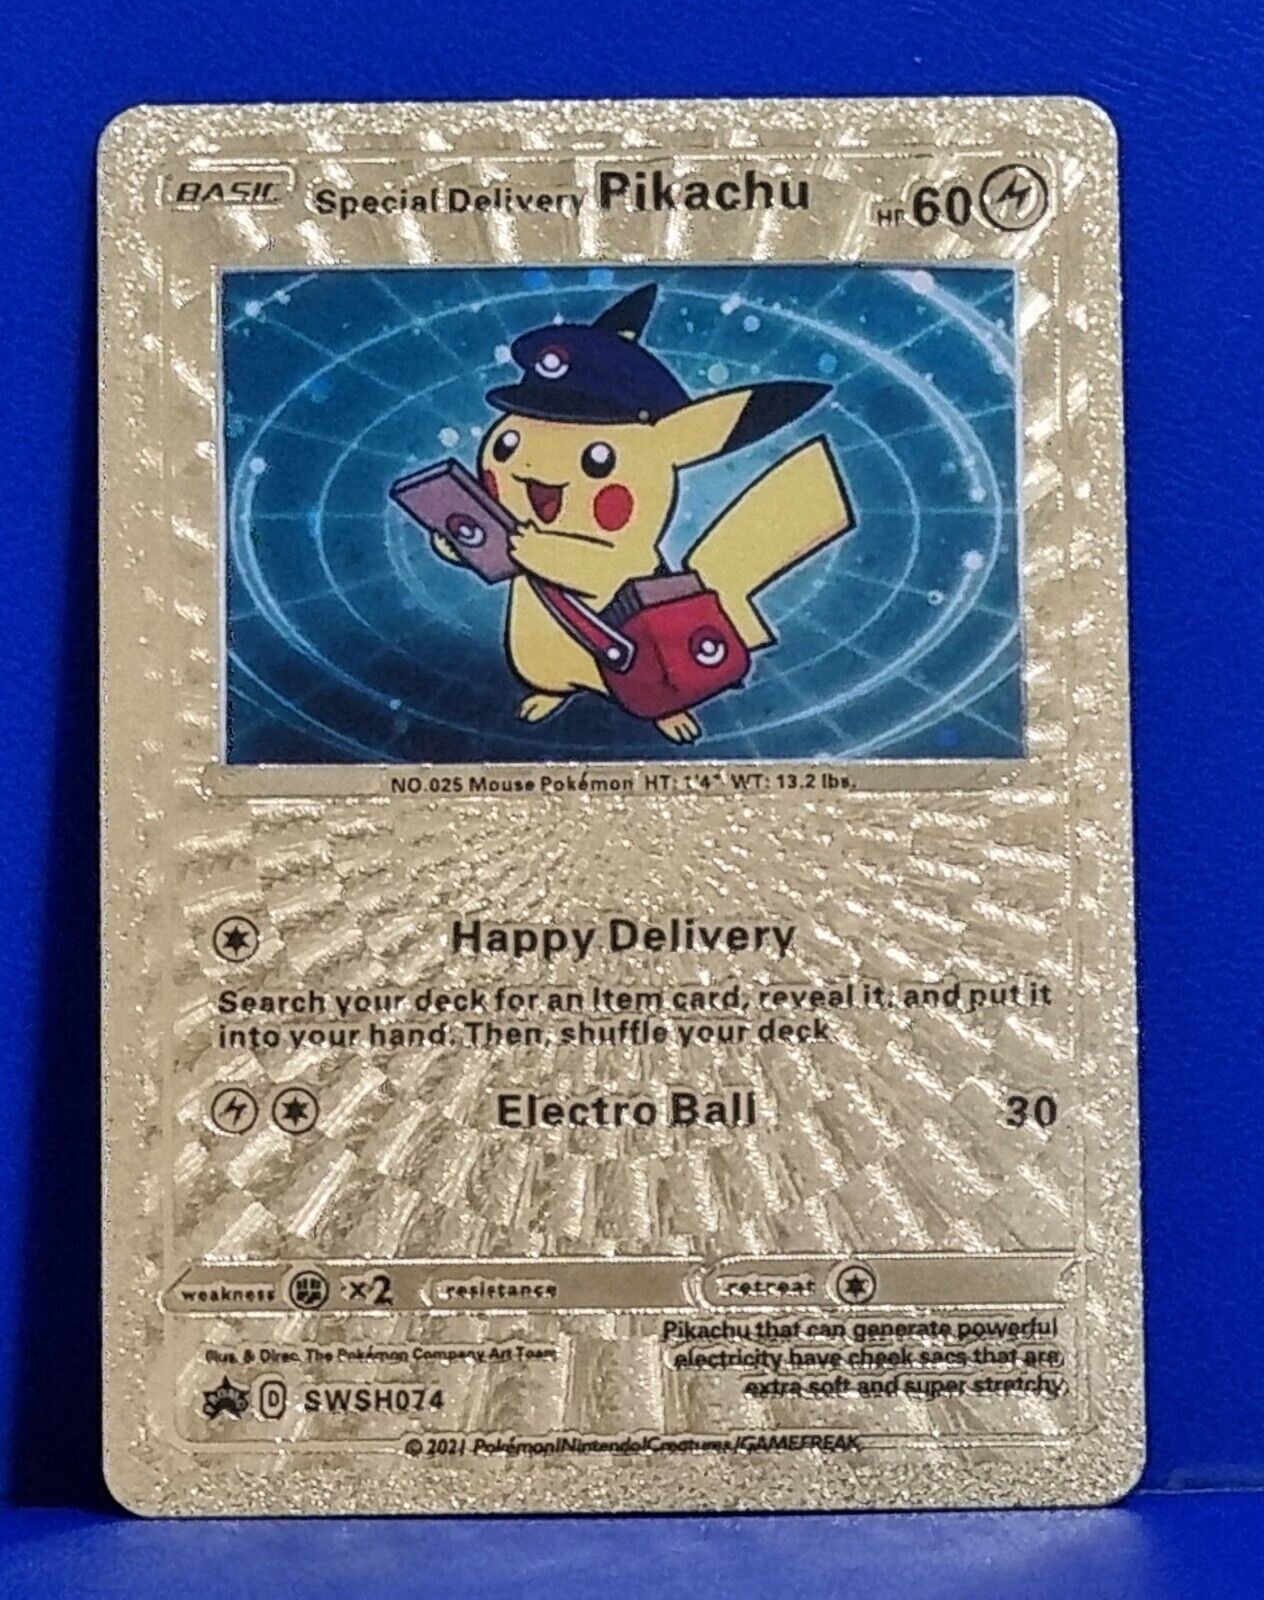 BASIC Special Delivery Pikachu HP 60
NO.025 Mouse Pokémon HT: 1'4" WT: 13.2 lbs.
Happy Delivery
Search your deck for an Item card, reveal it, and put it
into your hand. Then, shuffle your deck.
Electro Ball 30
weakness ×2 resistance retreat
Pikachu that can generate powerful
electricity have cheek sacs that are
extra soft and super stretchy.
Illus. & Direc. The Pokémon Company Art Team
D SWSH074
© 2021 Pokémon/Nintendo/Creatures/GAMEFREAK